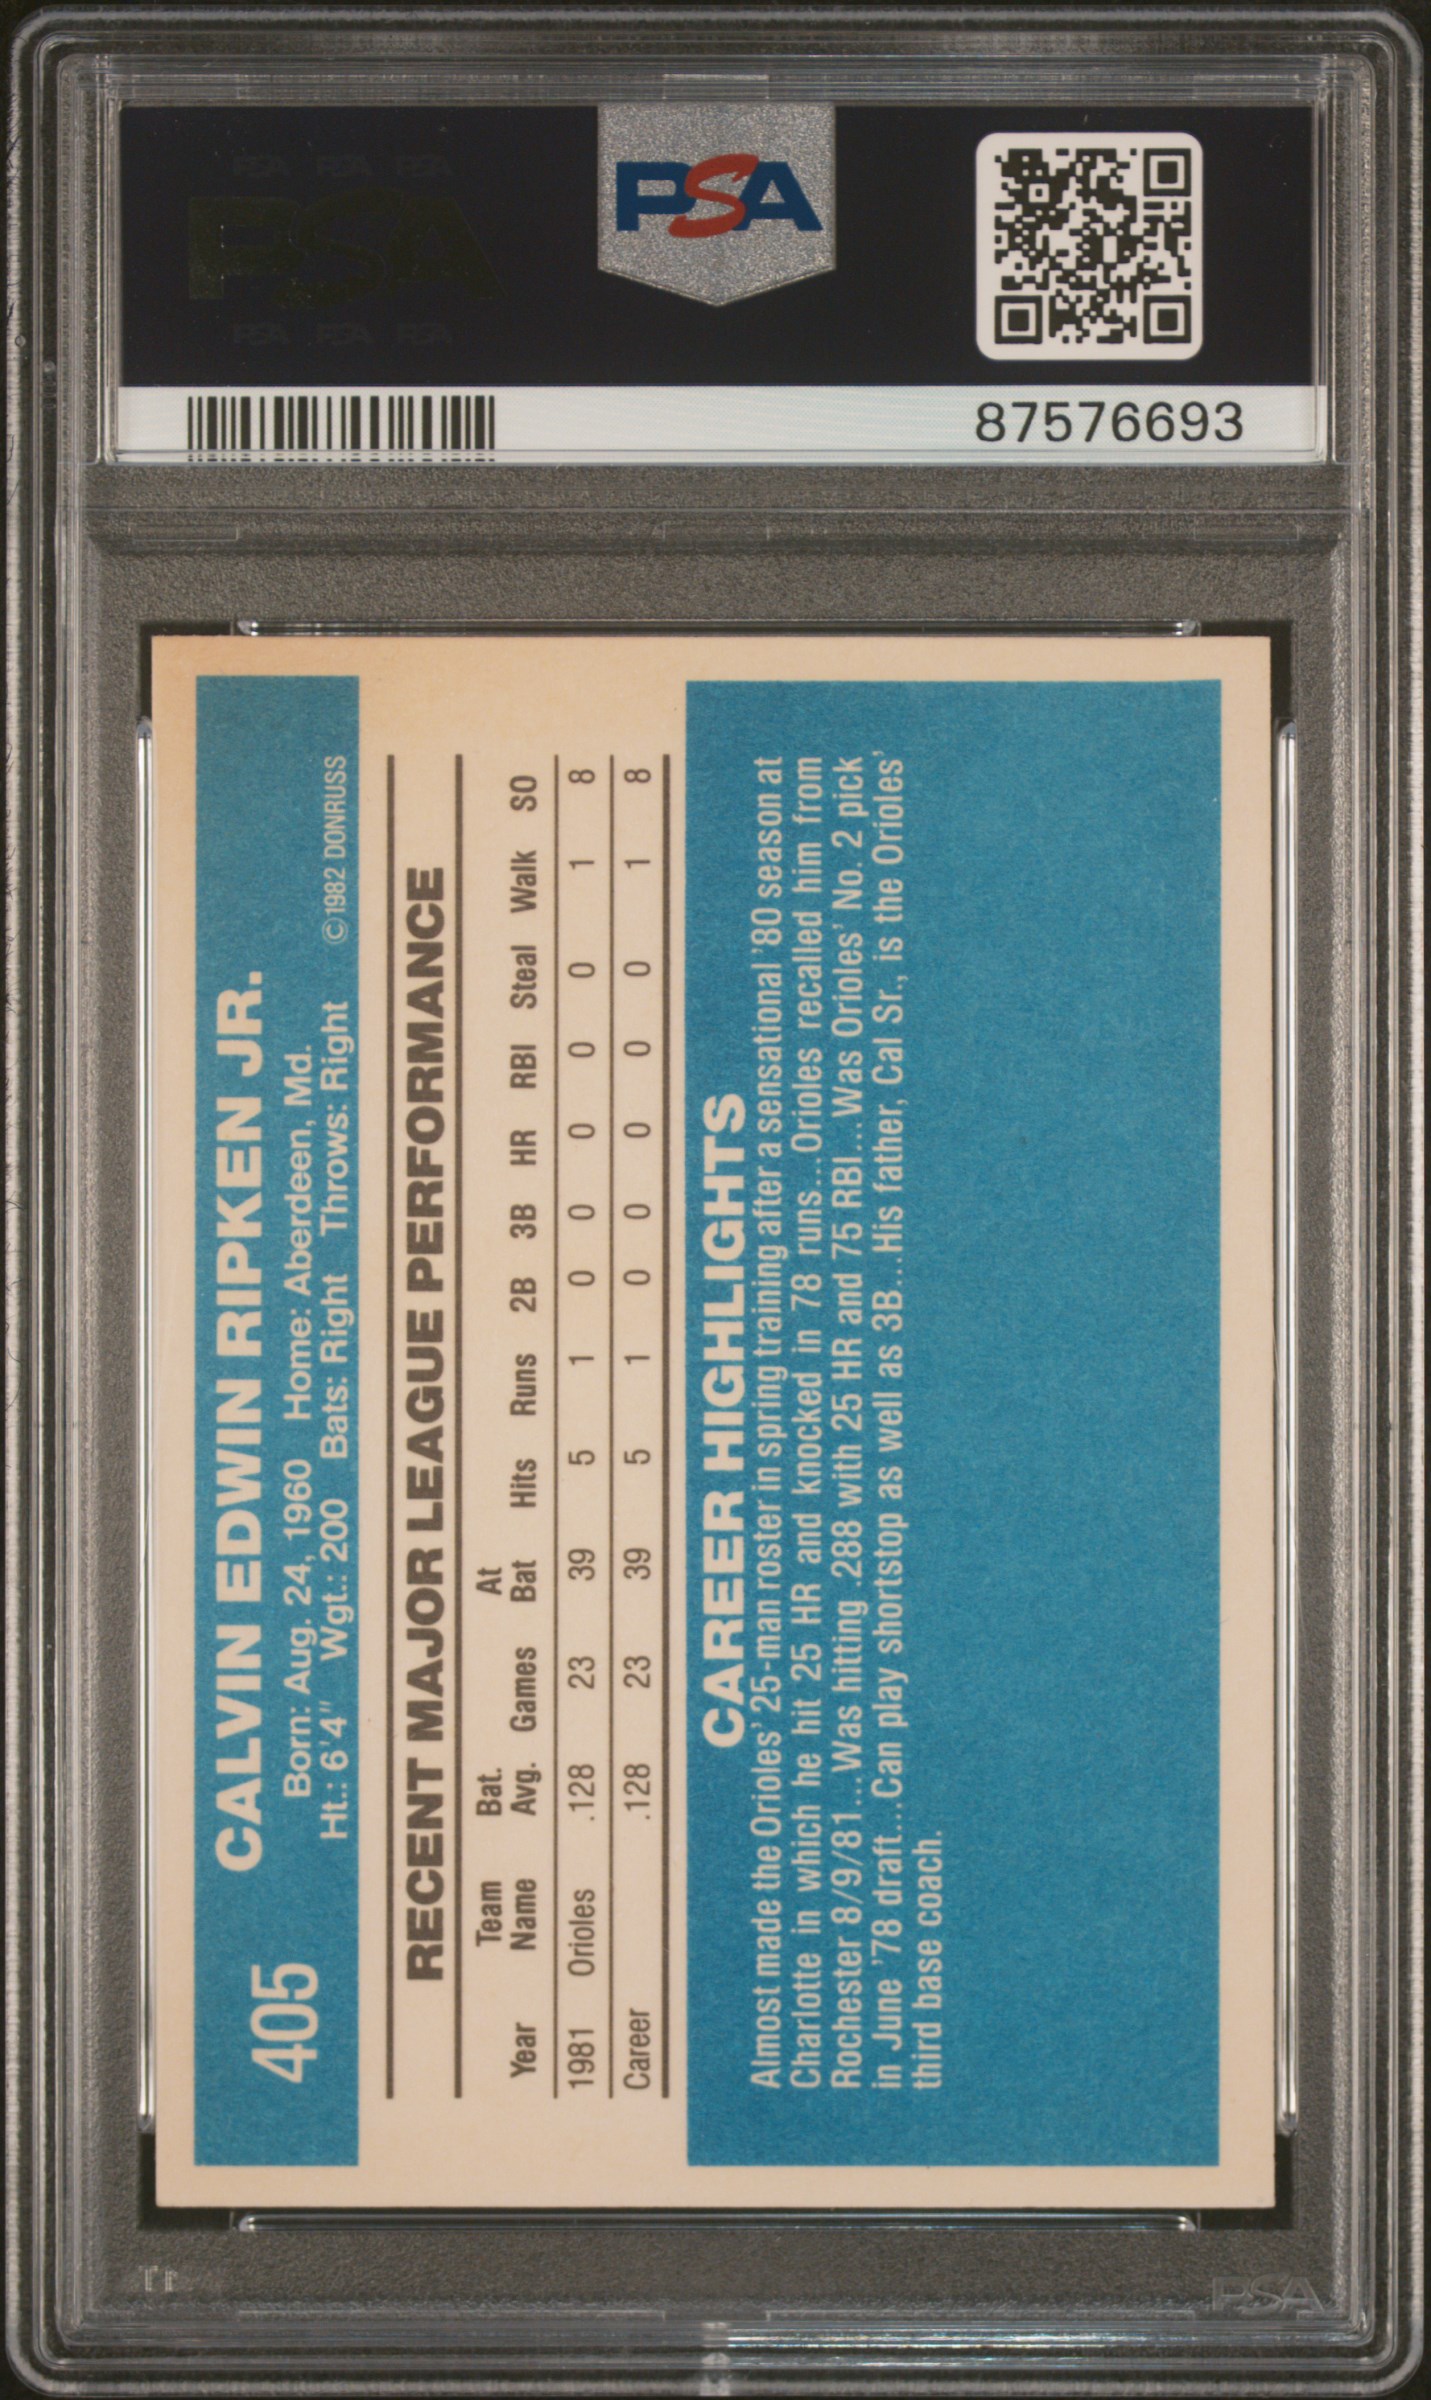 PSA PSA PSA
PSA
PSA PSA PSA
PSA
87576693
405
CALVIN EDWIN RIPKEN JR.
Born: Aug. 24, 1960 Home: Aberdeen, Md.
Ht.: 6'4" Wgt.: 200 Bats: Right Throws: Right ©1982 DONRUSS
RECENT MAJOR LEAGUE PERFORMANCE
Year Team Name Bat. Avg. Games At Bat Hits Runs 2B 3B HR RBI Steal Walk SO
1981 Orioles .128 23 39 5 1 0 0 0 0 0 1 8
Career .128 23 39 5 1 0 0 0 0 0 1 8
CAREER HIGHLIGHTS
Almost made the Orioles' 25-man roster in spring training after a sensational '80 season at
Charlotte in which he hit 25 HR and knocked in 78 runs...Orioles recalled him from
Rochester 8/9/81...Was hitting .288 with 25 HR and 75 RBI...Was Orioles' No. 2 pick
in June '78 draft...Can play shortstop as well as 3B...His father, Cal Sr., is the Orioles'
third base coach.
PSA